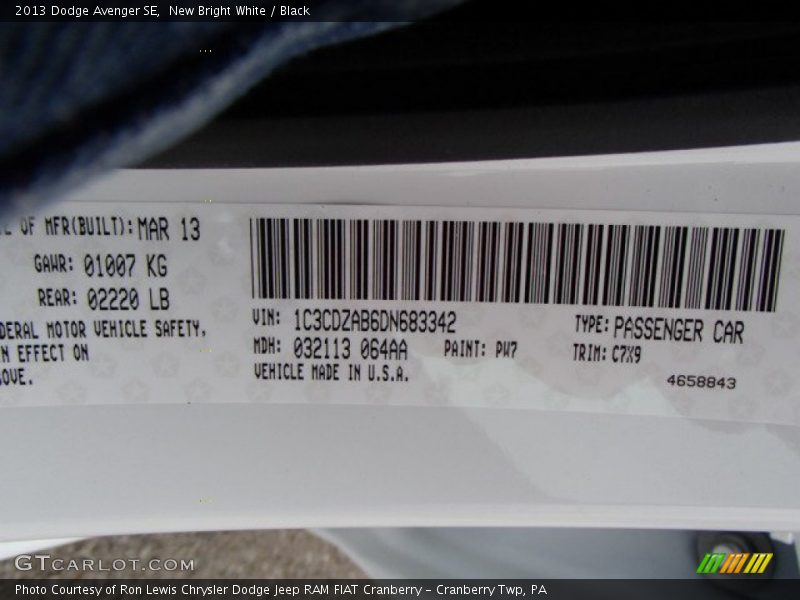 2013 Dodge Avenger SE, New Bright White / Black
OF MFR(BUILT): MAR 13
GAWR: 01007 KG
REAR: 02220 LB
MOTOR VEHICLE SAFETY,
EFFECT ON
VIN: 1C3CDZAB6DN683342
TYPE: PASSENGER CAR
MDH: 032113 064AA PAINT: PW7
TRIM: C7X9
VEHICLE MADE IN U.S.A.
4658843
GTCARLOT.COM
Photo Courtesy of Ron Lewis Chrysler Dodge Jeep RAM FIAT Cranberry – Cranberry Twp, PA